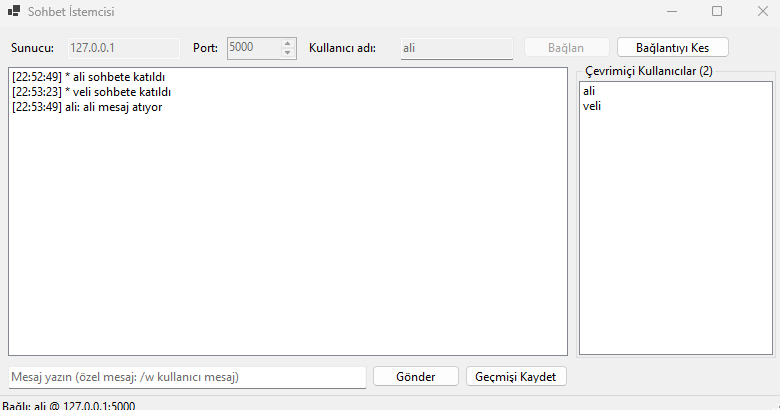 Sohbet İstemcisi
Sunucu: 127.0.0.1 Port: 5000 Kullanıcı adı: ali Bağlan Bağlantıyı Kes
Çevrimiçi Kullanıcılar (2)
[22:52:49] * ali sohbete katıldı
[22:53:23] * veli sohbete katıldı
[22:53:49] ali: ali mesaj atıyor
ali
veli
Mesaj yazın (özel mesaj: /w kullanıcı mesaj) Gönder Geçmişi Kaydet
Bağlı: ali @ 127.0.0.1:5000